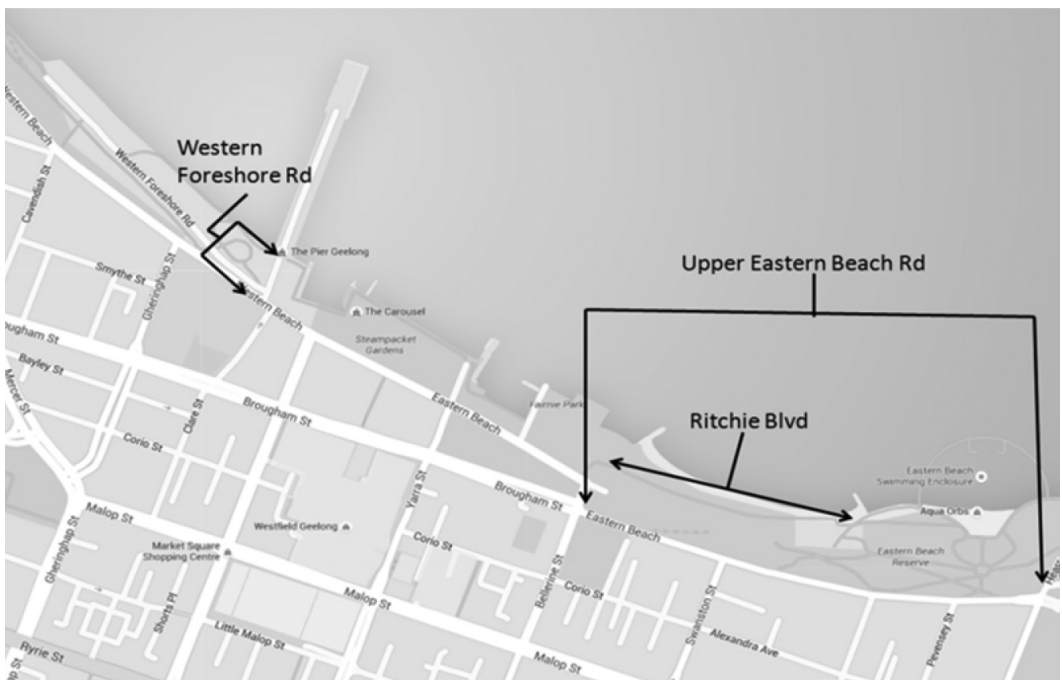 Western
Foreshore Rd
Western Beach
Cavendish St
Western Foreshore Rd
The Pier Geelong
Upper Eastern Beach Rd
Smythe St
Gheringhap St
Western Beach
The Carousel
Steampacket
Gardens
Brougham St
Bayley St
Mercer St
Clare St
Brougham St
Eastern Beach
Fairnie Park
Ritchie Blvd
Corio St
Yarra St
Brougham St
Eastern Beach
Eastern Beach
Swimming Enclosure
Aqua Orbs
Malop St
Westfield Geelong
Market Square
Shopping Centre
Corio St
Eastern Beach
Reserve
Gheringhap St
Shorts Pl
Malop St
Bellerine St
Corio St
Swanston St
Alexandra Ave
Pevensey St
Little Malop St
Malop St
Ryrie St